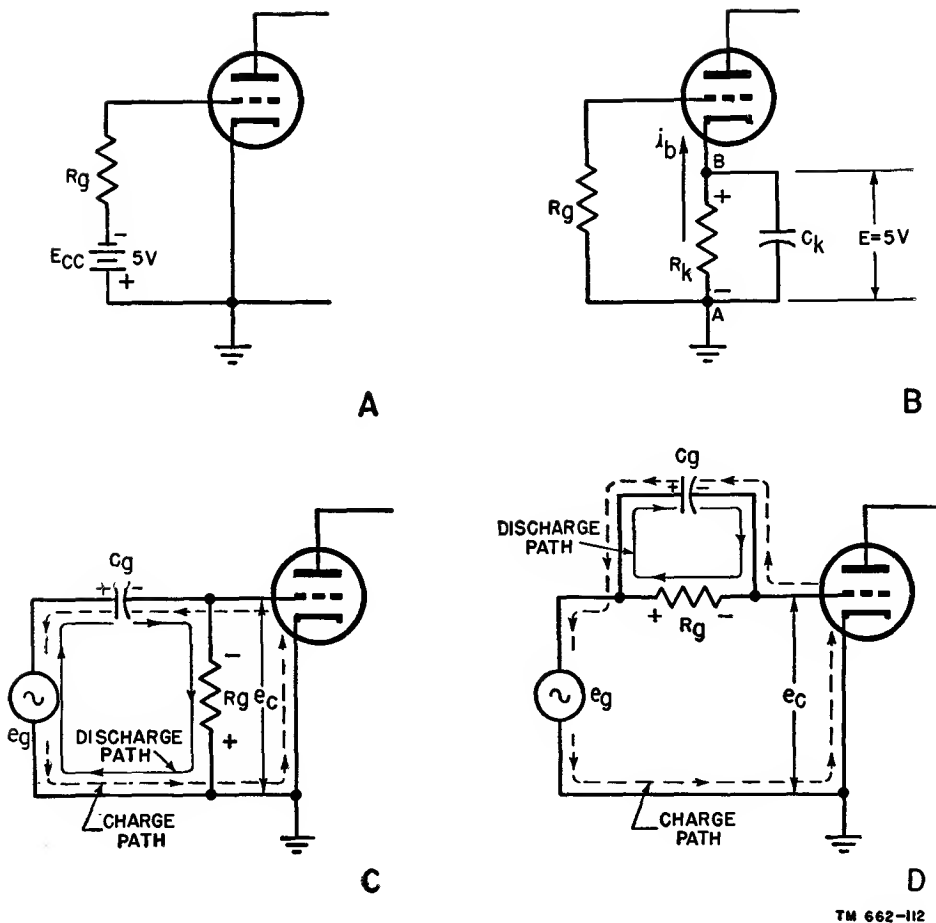 Rg
ECC
-
5V
+
A
ib
B
+
Rg
Rk
Ck
E=5V
-
A
B
Cg
+ -
eg
-
Rg
+
ec
DISCHARGE
PATH
CHARGE
PATH
C
Cg
+ -
DISCHARGE
PATH
+ -
Rg
eg
ec
CHARGE
PATH
D
TM 662-112